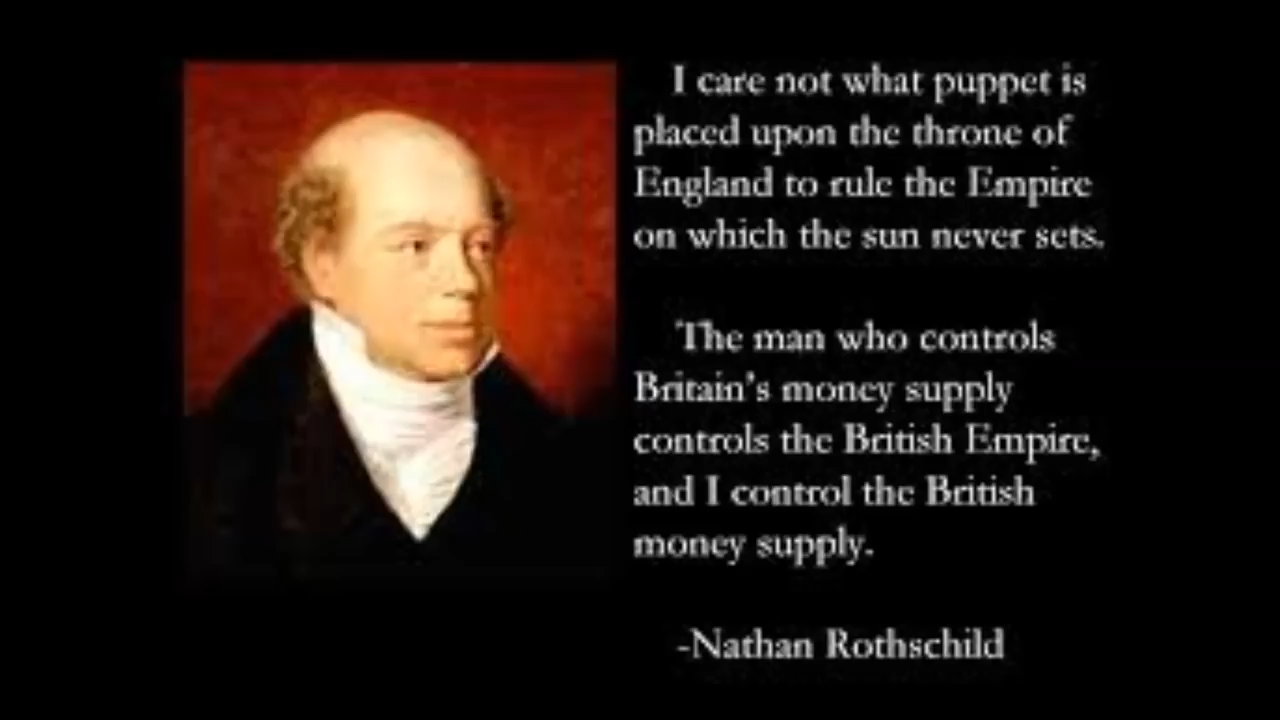 I care not what puppet is
placed upon the throne of
England to rule the Empire
on which the sun never sets.
The man who controls
Britain's money supply
controls the British Empire,
and I control the British
money supply.
-Nathan Rothschild